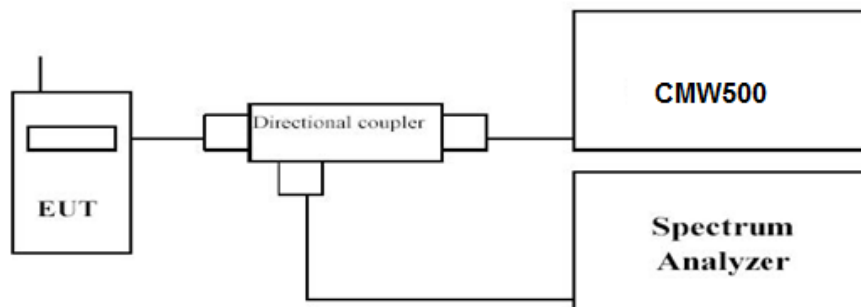 CMW500
Directional coupler
EUT
Spectrum
Analyzer